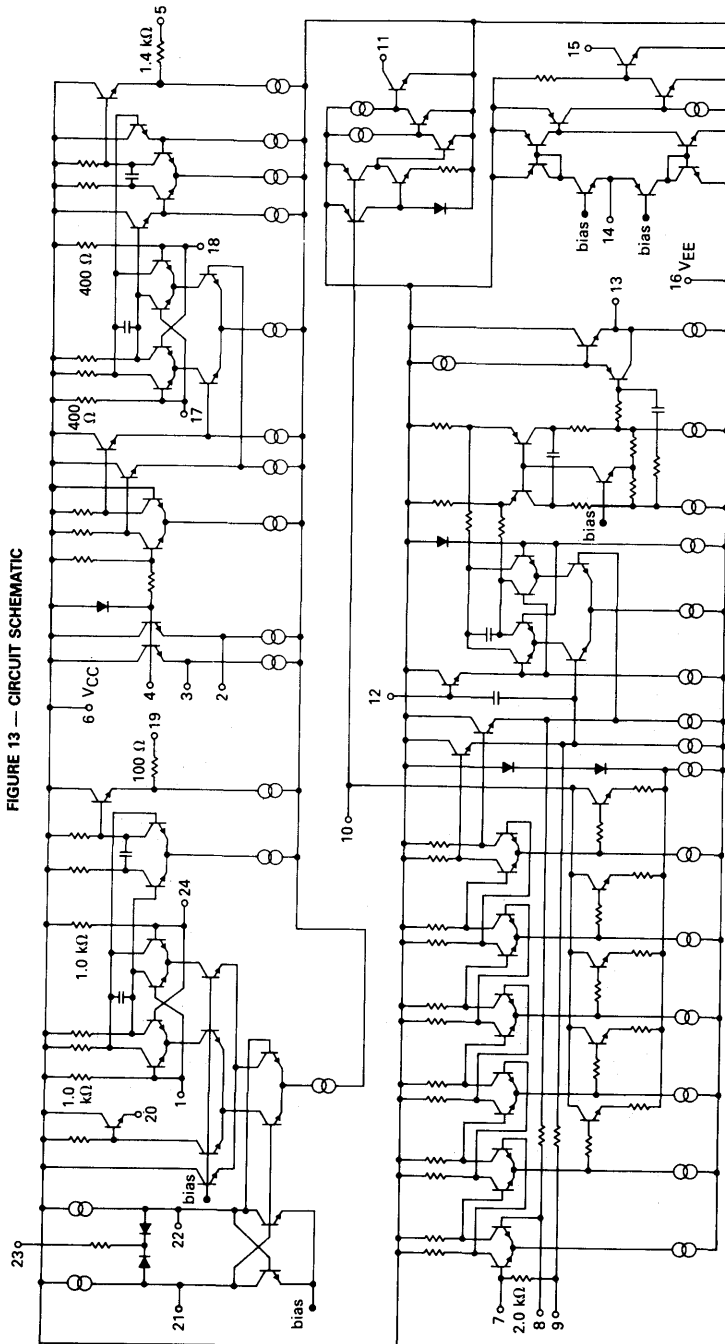 FIGURE 13 — CIRCUIT SCHEMATIC
23
21
22
bias
bias
20
1
1.0 kΩ
1.0 kΩ
24
100 Ω
19
6 VCC
4
3
2
400 Ω
400 Ω
17
18
1.4 kΩ
5
7
2.0 kΩ
8
9
10
12
bias
13
16 VEE
11
bias
14
bias
15